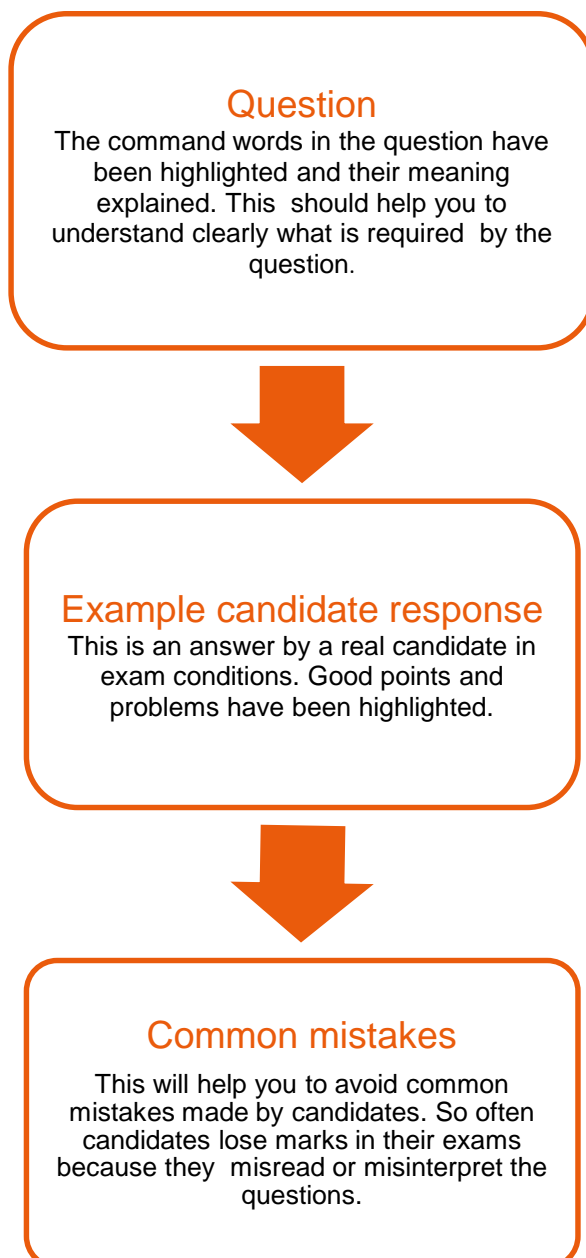 Question
The command words in the question have
been highlighted and their meaning
explained. This  should help you to
understand clearly what is required  by the
question.
Example candidate response
This is an answer by a real candidate in
exam conditions. Good points and
problems have been highlighted.
Common mistakes
This will help you to avoid common
mistakes made by candidates. So often
candidates lose marks in their exams
because they  misread or misinterpret the
questions.